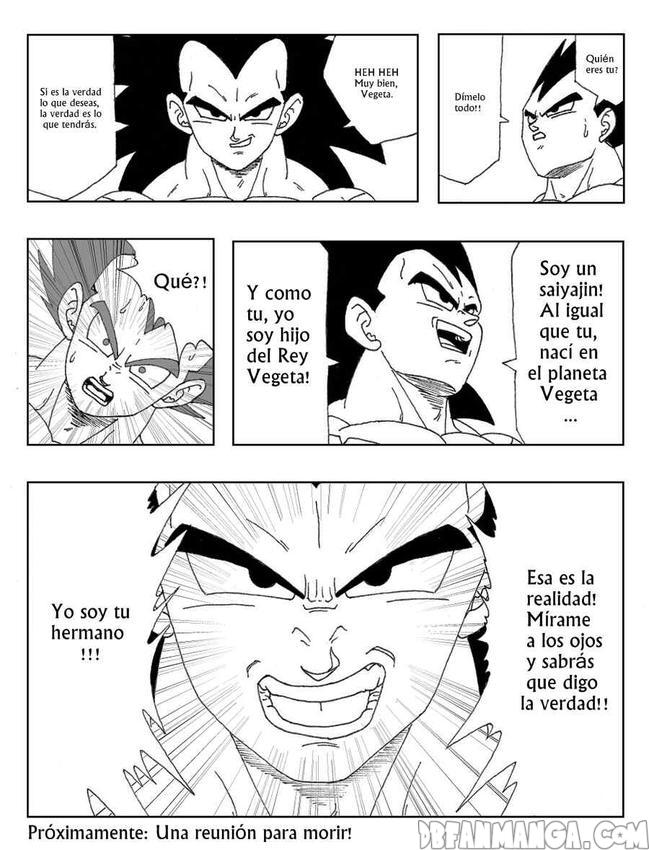 Quién
eres tu?
Dímelo
todo!!
HEH HEH
Muy bien,
Vegeta.
Si es la verdad
lo que deseas,
la verdad es lo
que tendrás.
Soy un
saiyajin!
Al igual
que tu,
nací en
el planeta
Vegeta
...
Y como
tu, yo
soy hijo
del Rey
Vegeta!
Qué?!
Esa es la
realidad!
Mírame
a los ojos
y sabrás
que digo
la verdad!!
Yo soy tu
hermano
!!!
Próximamente: Una reunión para morir!
DBFANMANGA.COM